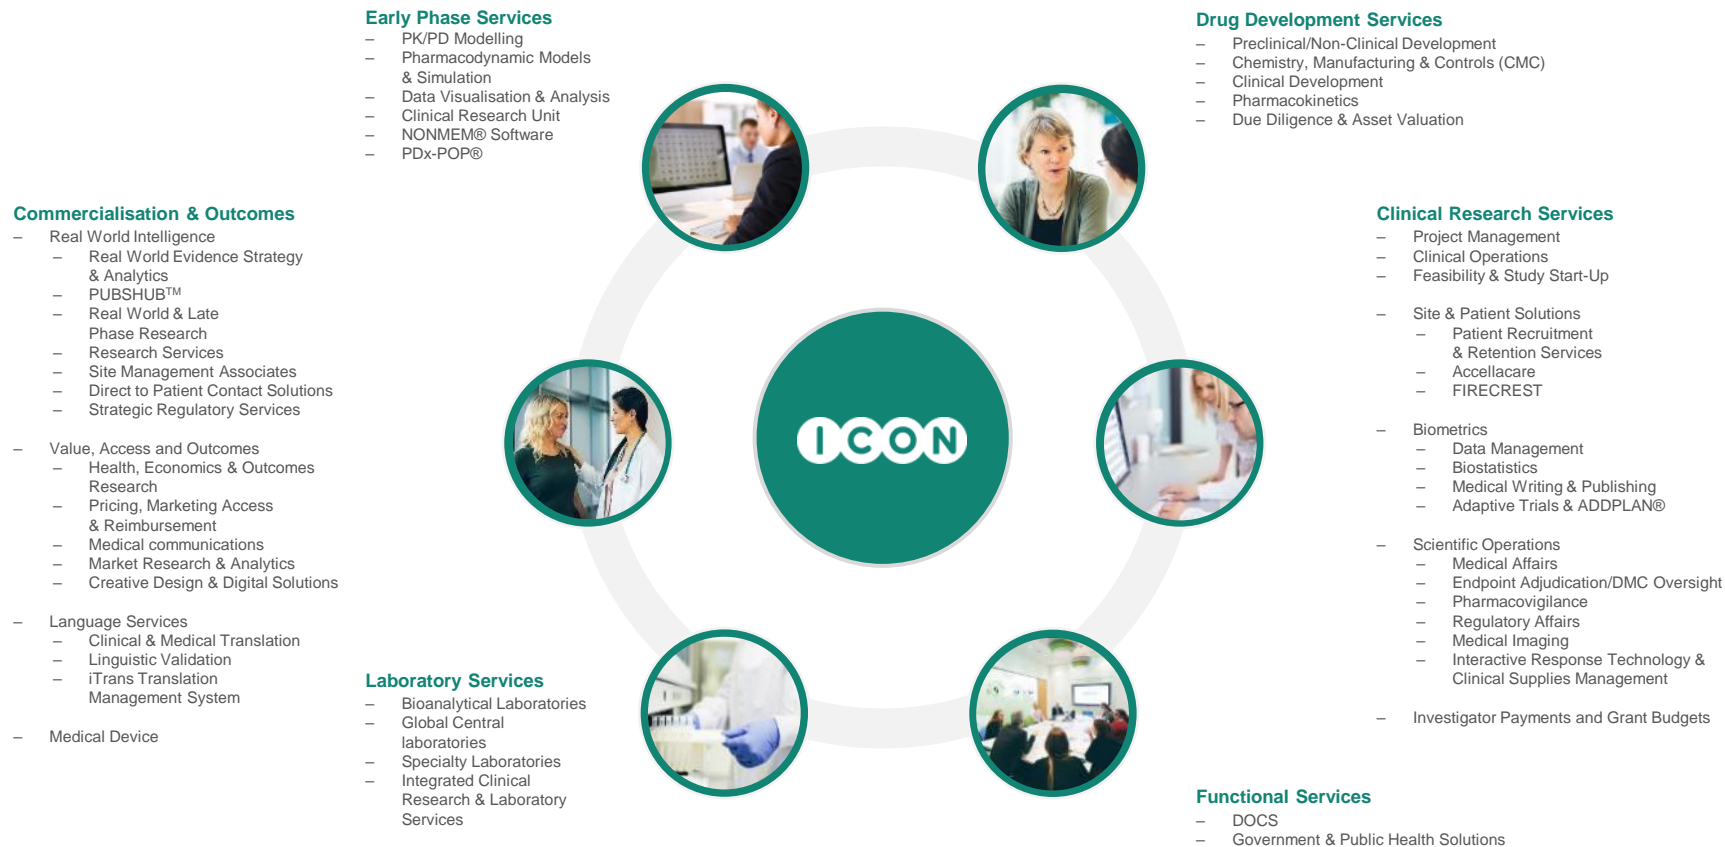 Early Phase Services
– PK/PD Modelling
– Pharmacodynamic Models
& Simulation
– Data Visualisation & Analysis
– Clinical Research Unit
– NONMEM® Software
– PDx-POP®
Drug Development Services
– Preclinical/Non-Clinical Development
– Chemistry, Manufacturing & Controls (CMC)
– Clinical Development
– Pharmacokinetics
– Due Diligence & Asset Valuation
Commercialisation & Outcomes
– Real World Intelligence
– Real World Evidence Strategy
& Analytics
– PUBSHUB™
– Real World & Late
Phase Research
– Research Services
– Site Management Associates
– Direct to Patient Contact Solutions
– Strategic Regulatory Services
– Value, Access and Outcomes
– Health, Economics & Outcomes
Research
– Pricing, Marketing Access
& Reimbursement
– Medical communications
– Market Research & Analytics
– Creative Design & Digital Solutions
– Language Services
– Clinical & Medical Translation
– Linguistic Validation
– iTrans Translation
Management System
– Medical Device
ICON
Clinical Research Services
– Project Management
– Clinical Operations
– Feasibility & Study Start-Up
– Site & Patient Solutions
– Patient Recruitment
& Retention Services
– Accellacare
– FIRECREST
– Biometrics
– Data Management
– Biostatistics
– Medical Writing & Publishing
– Adaptive Trials & ADDPLAN®
– Scientific Operations
– Medical Affairs
– Endpoint Adjudication/DMC Oversight
– Pharmacovigilance
– Regulatory Affairs
– Medical Imaging
– Interactive Response Technology &
Clinical Supplies Management
– Investigator Payments and Grant Budgets
Laboratory Services
– Bioanalytical Laboratories
– Global Central
laboratories
– Specialty Laboratories
– Integrated Clinical
Research & Laboratory
Services
Functional Services
– DOCS
– Government & Public Health Solutions